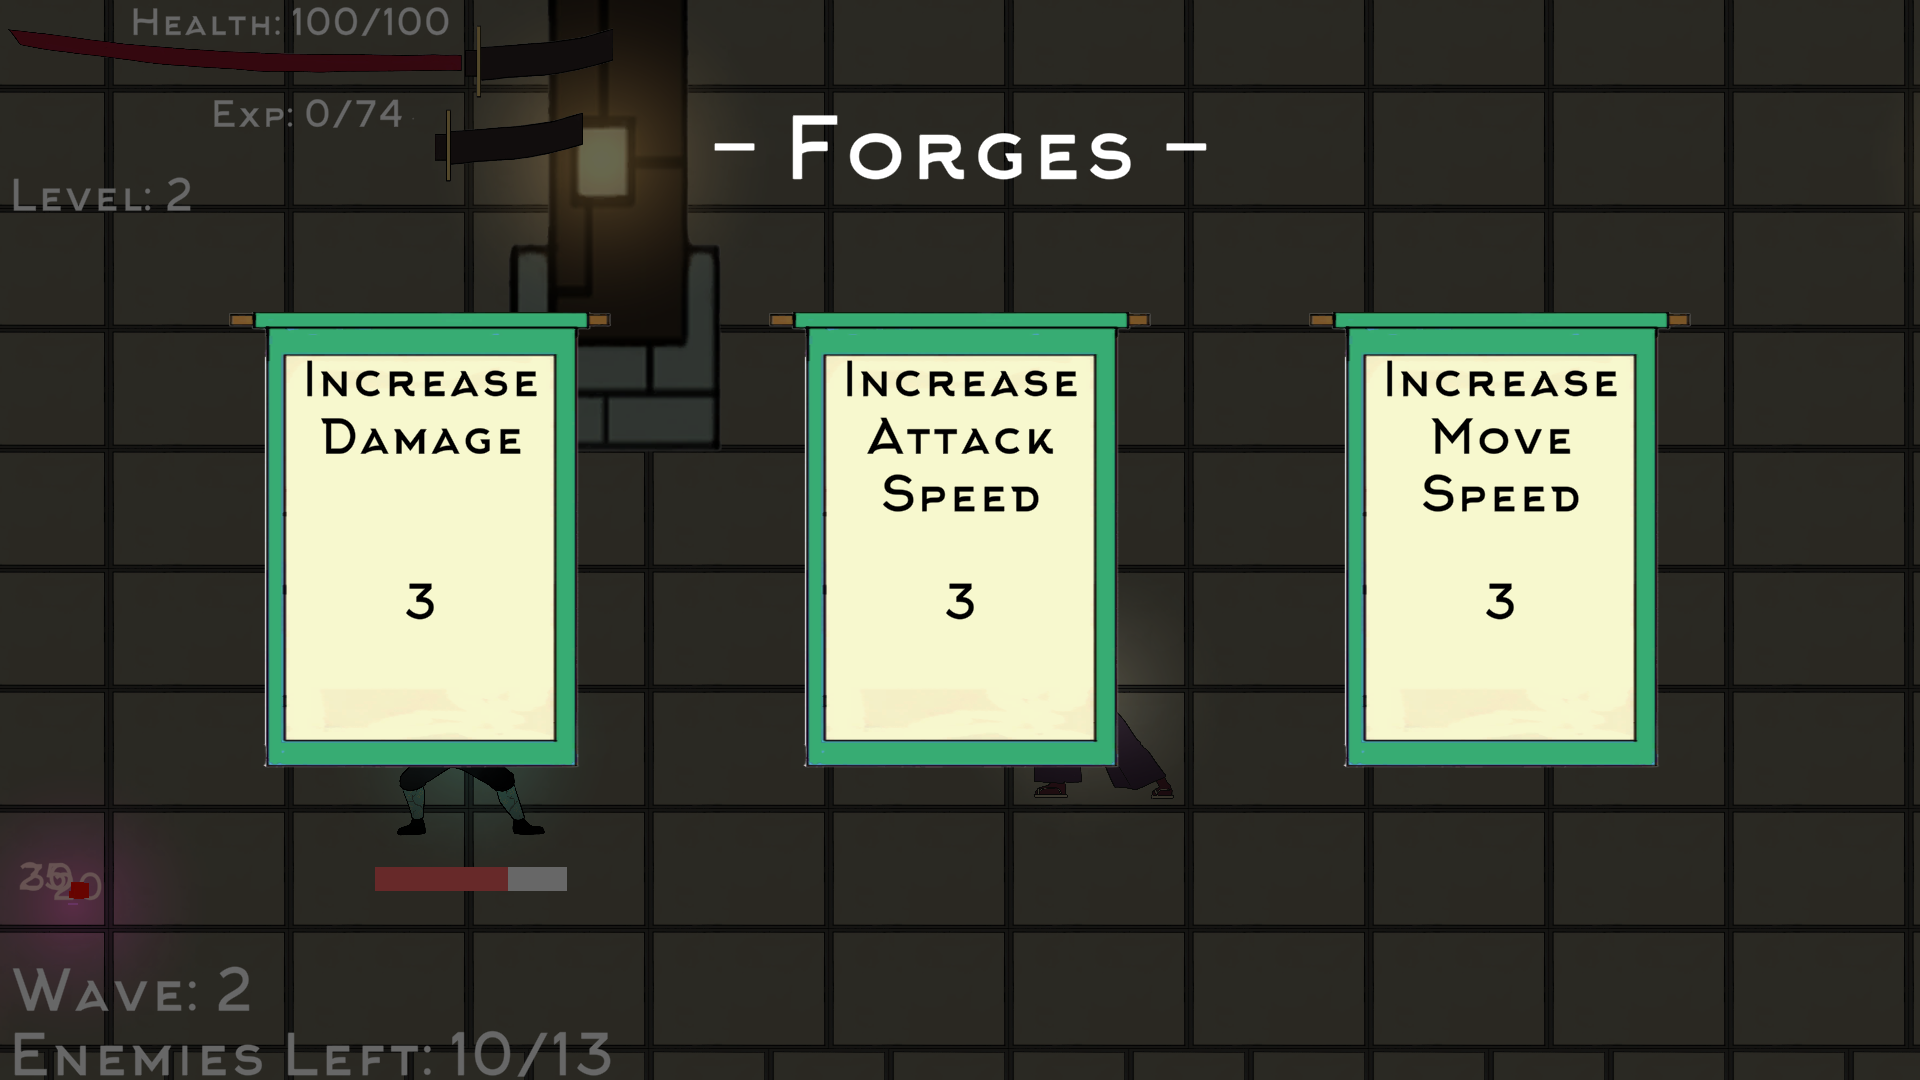 Health: 100/100
Exp: 0/74
- Forges -
Level: 2
Increase
Damage
3
Increase
Attack
Speed
3
Increase
Move
Speed
3
Wave: 2
Enemies Left: 10/13